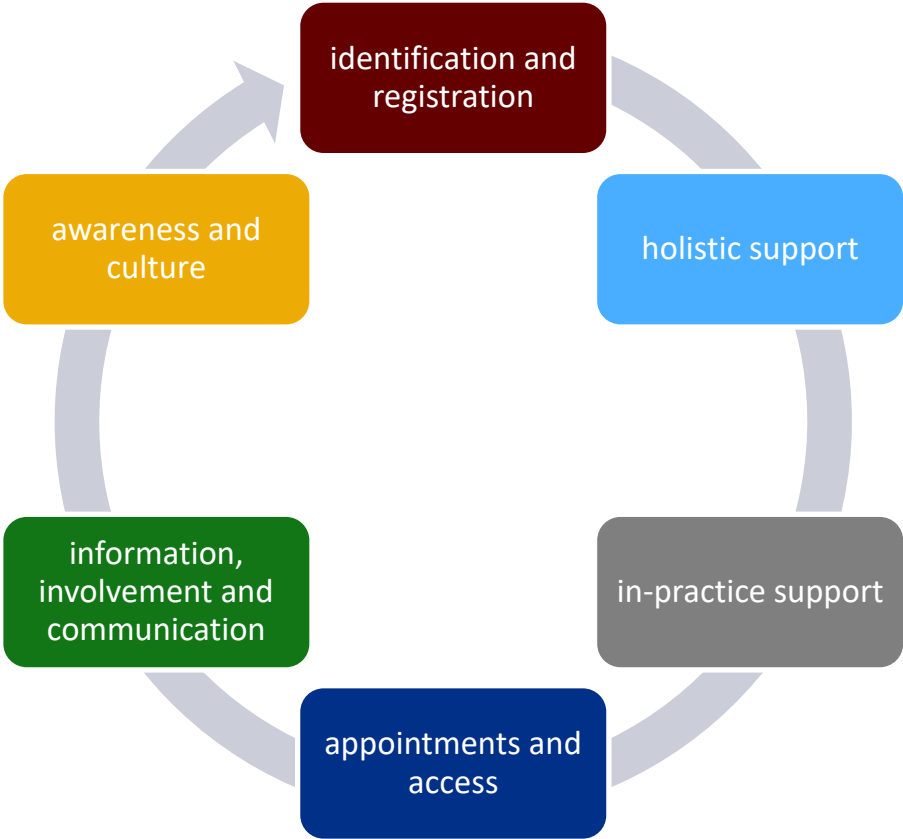 identification and
registration
holistic support
in-practice support
appointments and
access
information,
involvement and
communication
awareness and
culture